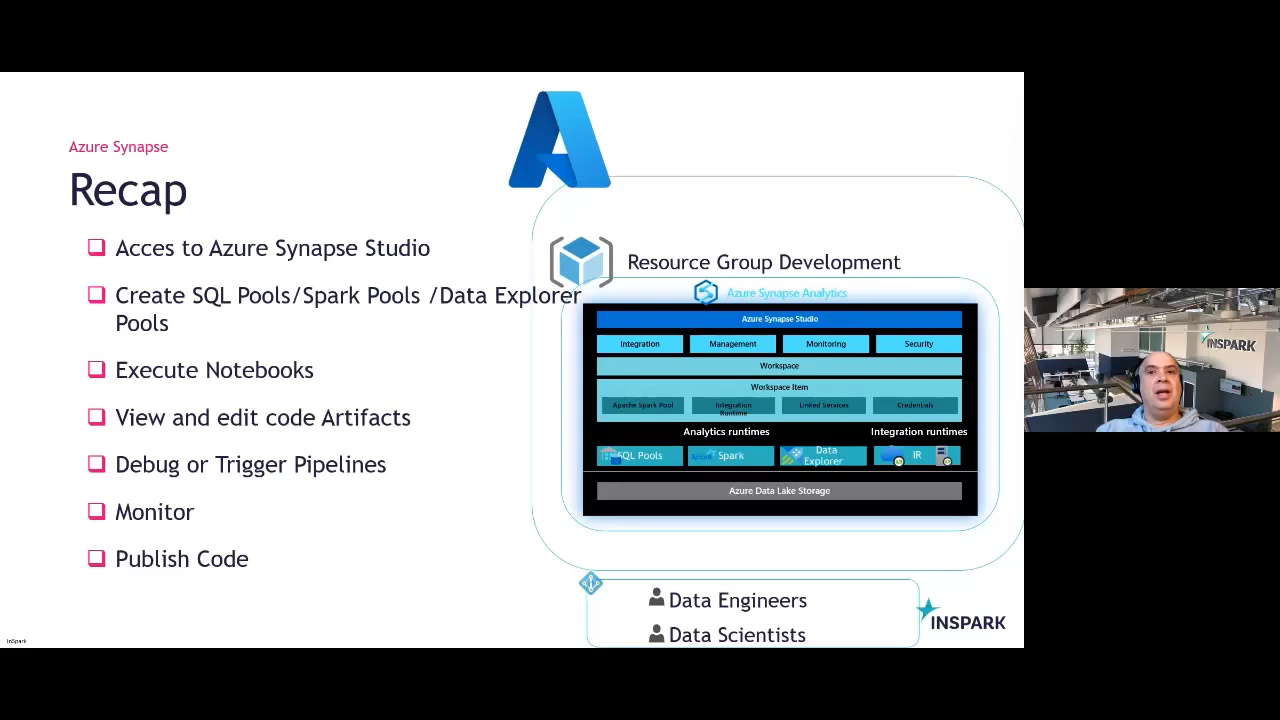 Azure Synapse
Recap
Acces to Azure Synapse Studio
Create SQL Pools/Spark Pools /Data Explorer
Pools
Execute Notebooks
View and edit code Artifacts
Debug or Trigger Pipelines
Monitor
Publish Code
Resource Group Development
Azure Synapse Analytics
Azure Synapse Studio
Integration Management Monitoring Security
Workspace
Workspace Item
Apache Spark Pool Integration Runtime Linked Services Credentials
Analytics runtimes Integration runtimes
SQL Pools Spark Data Explorer IR
Azure Data Lake Storage
Data Engineers
Data Scientists
INSPARK
InSpark
INSPARK